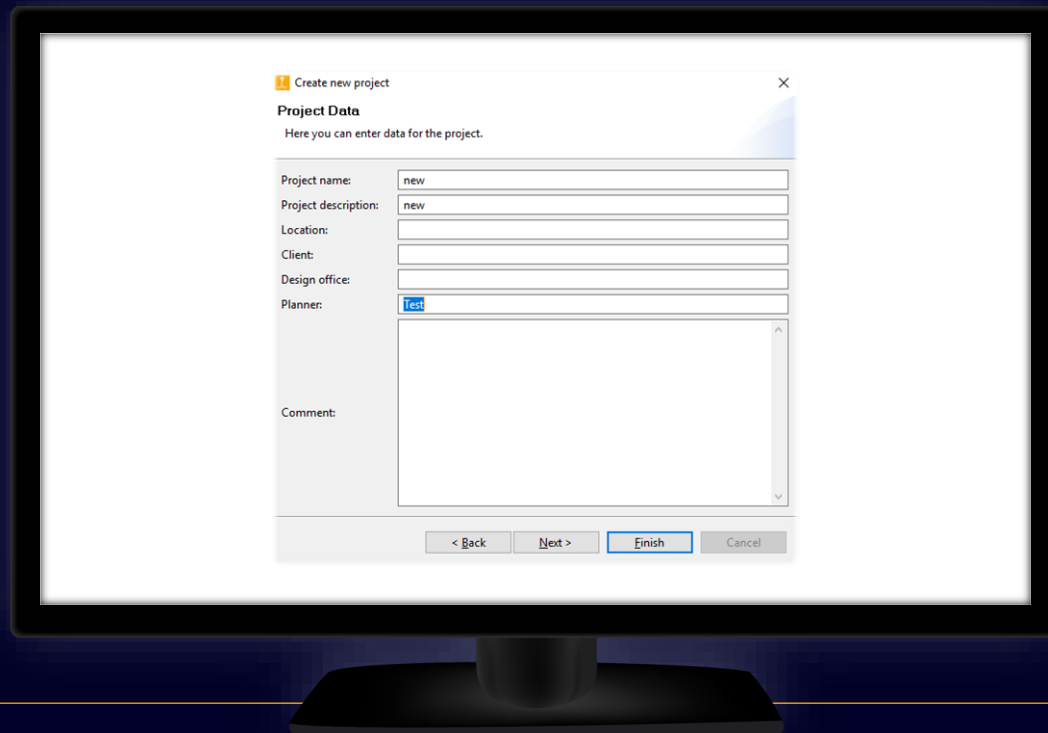 Create new project
Project Data
Here you can enter data for the project.
Project name: new
Project description: new
Location:
Client:
Design office:
Planner: Test
Comment:
< Back Next > Finish Cancel